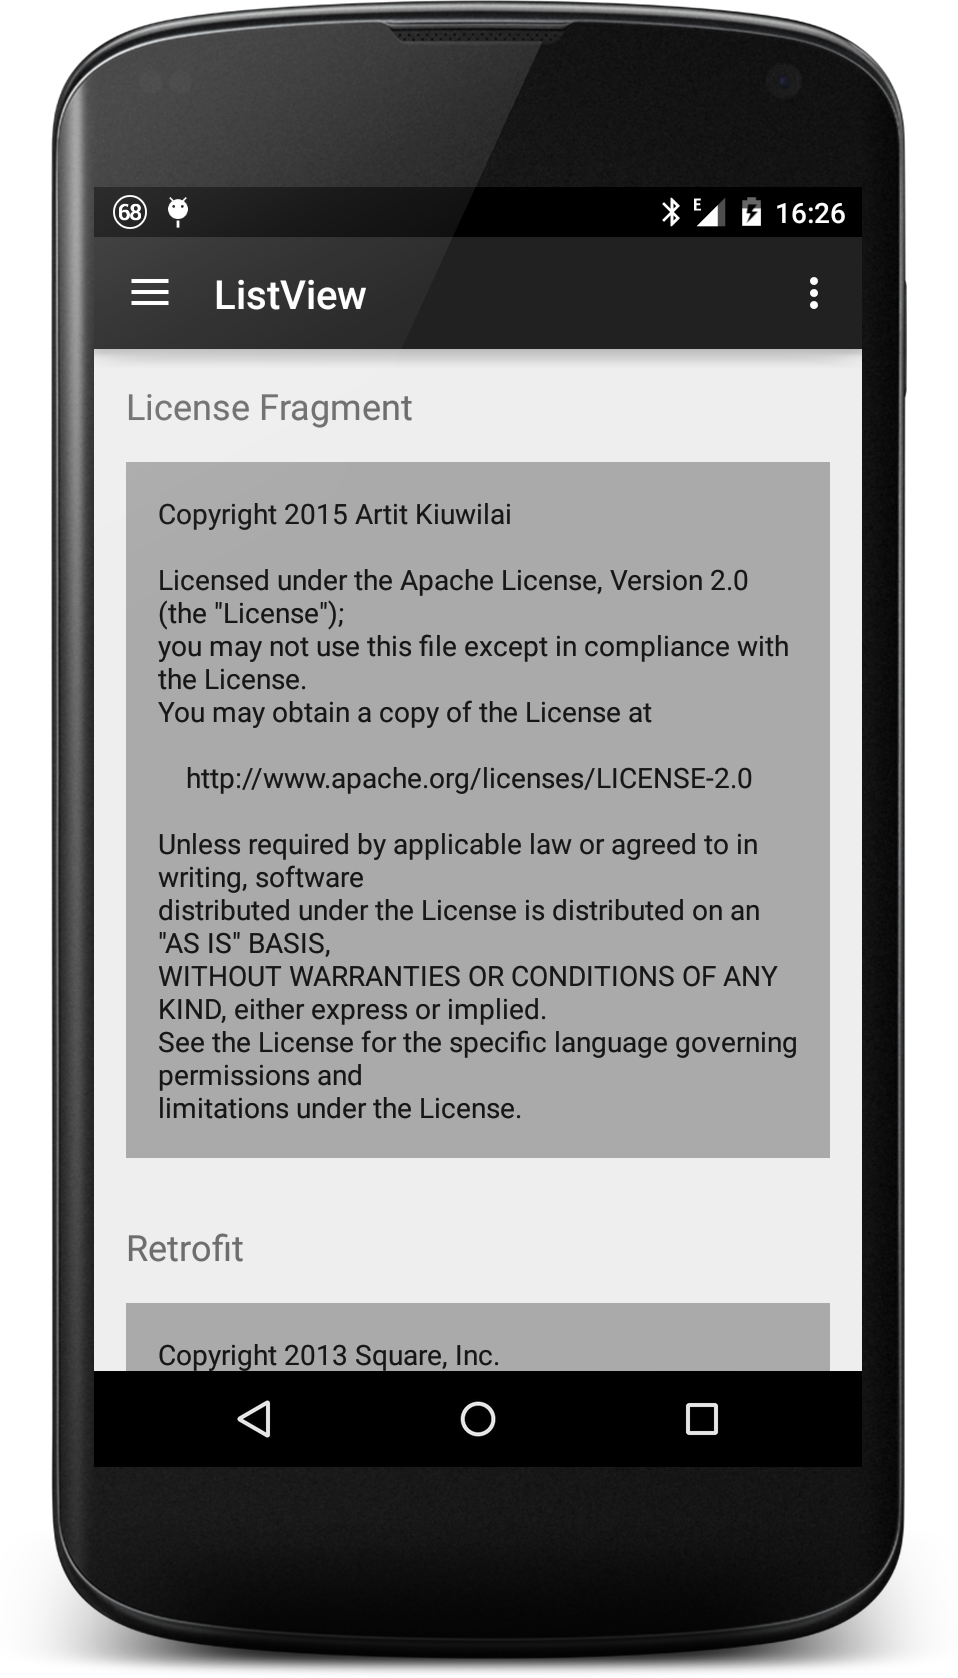 68
E
16:26
ListView
License Fragment
Copyright 2015 Artit Kiuwilai
Licensed under the Apache License, Version 2.0
(the "License");
you may not use this file except in compliance with
the License.
You may obtain a copy of the License at
http://www.apache.org/licenses/LICENSE-2.0
Unless required by applicable law or agreed to in
writing, software
distributed under the License is distributed on an
"AS IS" BASIS,
WITHOUT WARRANTIES OR CONDITIONS OF ANY
KIND, either express or implied.
See the License for the specific language governing
permissions and
limitations under the License.
Retrofit
Copyright 2013 Square, Inc.